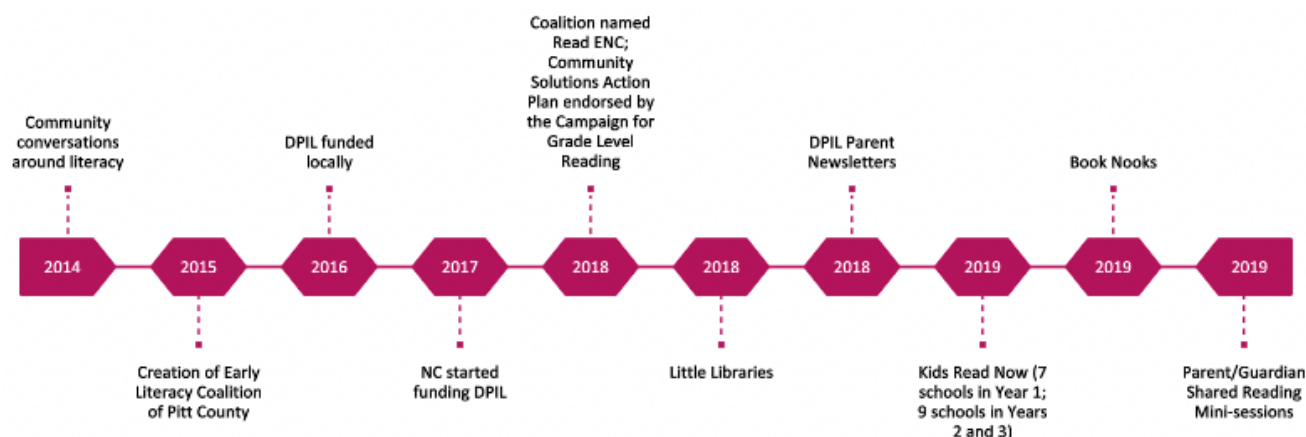 Community
conversations
around literacy
DPIL funded
locally
Coalition named
Read ENC;
Community
Solutions Action
Plan endorsed by
the Campaign for
Grade Level
Reading
DPIL Parent
Newsletters
Book Nooks
2014
2015
2016
2017
2018
2018
2018
2019
2019
2019
Creation of Early
Literacy Coalition
of Pitt County
NC started
funding DPIL
Little Libraries
Kids Read Now (7
schools in Year 1;
9 schools in Years
2 and 3)
Parent/Guardian
Shared Reading
Mini-sessions